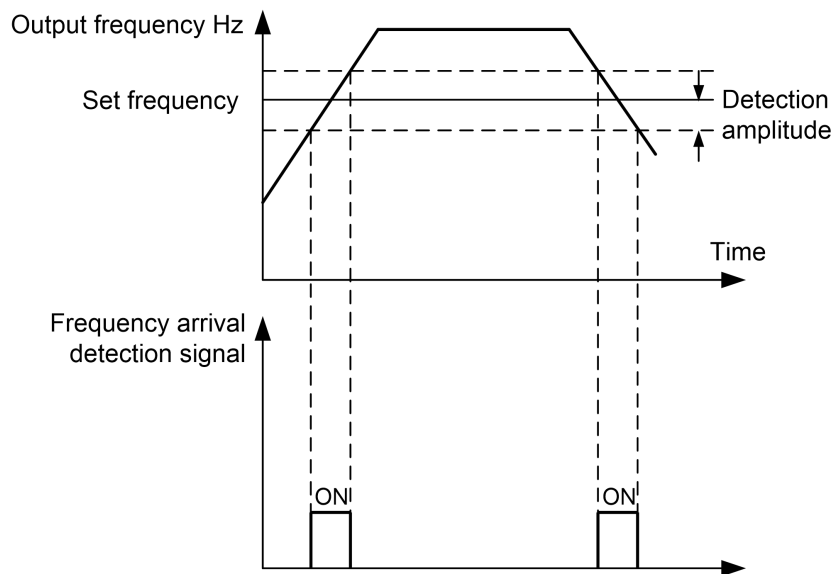 Output frequency Hz
Set frequency
Detection
amplitude
Time
Frequency arrival
detection signal
ON
ON